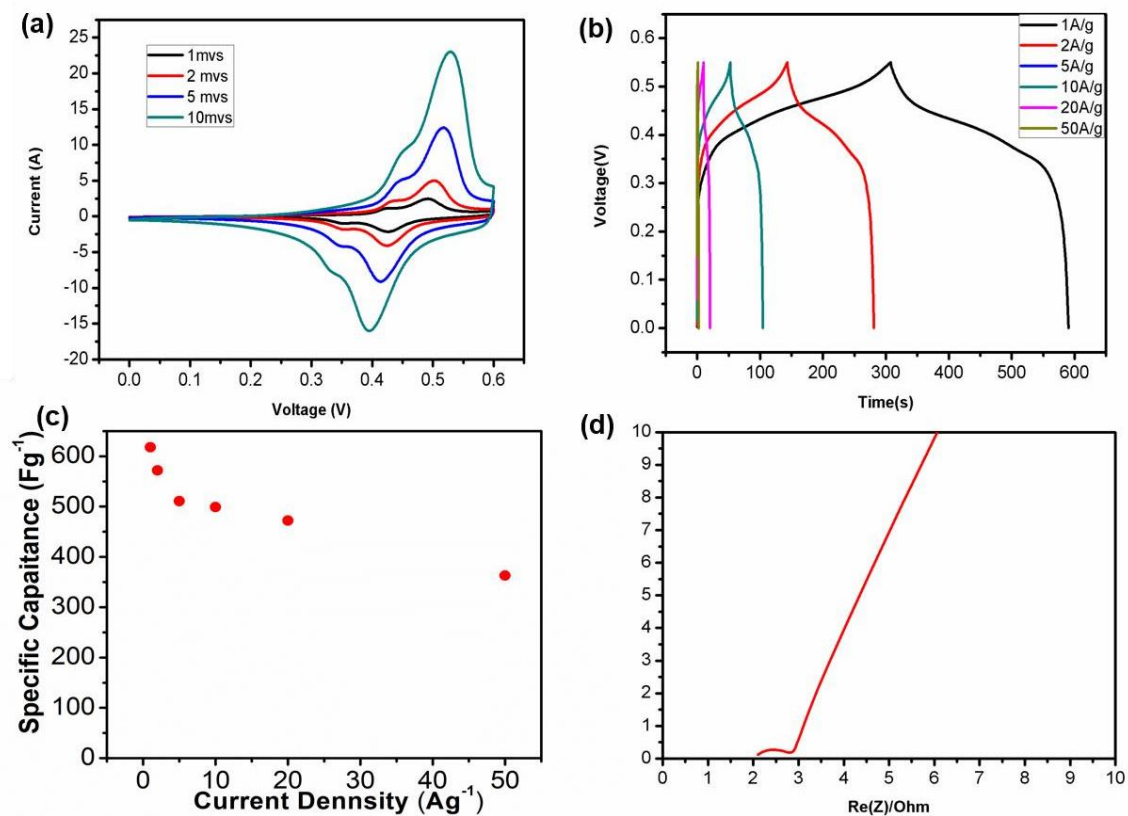 (a)
25
20
15
10
5
0
-5
-10
-15
-20
Current (A)
1mvs
2 mvs
5 mvs
10mvs
0.0 0.1 0.2 0.3 0.4 0.5 0.6
Voltage (V)
(b)
0.6
0.5
0.4
0.3
0.2
0.1
0.0
Voltage(V)
1A/g
2A/g
5A/g
10A/g
20A/g
50A/g
0 100 200 300 400 500 600
Time(s)
(c)
600
500
400
300
200
100
0
Specific Capaitance (Fg⁻¹)
0 10 20 30 40 50
Current Dennsity (Ag⁻¹)
(d)
10
9
8
7
6
5
4
3
2
1
0
0 1 2 3 4 5 6 7 8 9 10
Re(Z)/Ohm